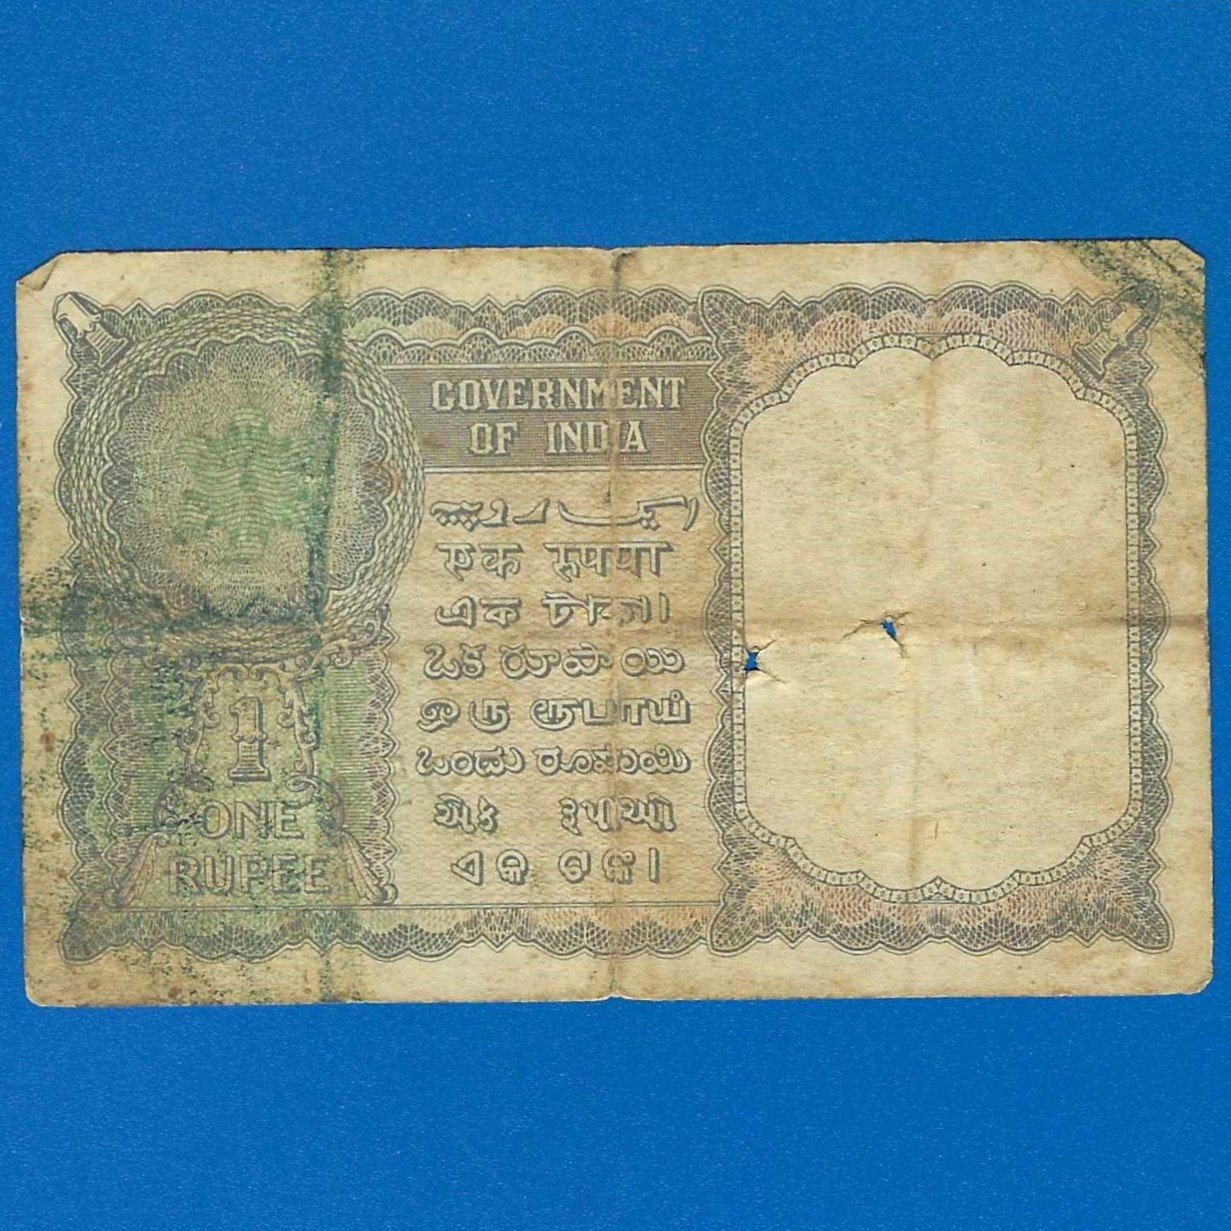 GOVERNMENT
OF INDIA
ایک روپیہ
एक रुपया
এক টাকা
ఒక రూపాయి
ஒரு ரூபாய்
ಒಂದು ರೂಪಾಯಿ
એક રૂપીઓ
ଏକ ଟଙ୍କା
1
ONE
RUPEE